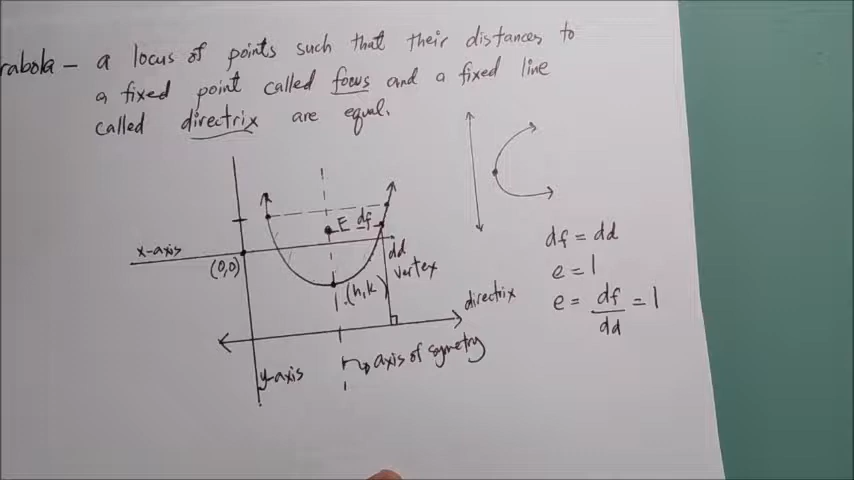 rabola – a locus of points such that their distances to
a fixed point called focus and a fixed line
called directrix are equal.
x-axis
(0,0)
df
dd
vertex
(h,k)
directrix
axis of symetry
y-axis
df = dd
e = 1
e = df/dd = 1